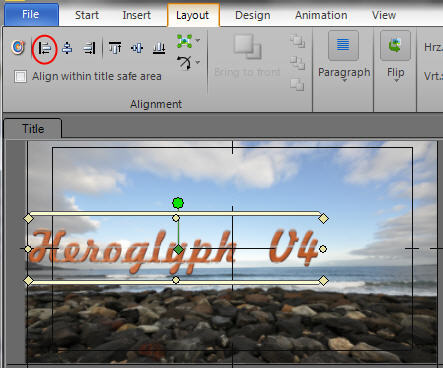 File Start Insert Layout Design Animation View
Align within title safe area
Bring to front
Paragraph
Flip
Hrz.
Vrt.
Alignment
Title
Heroglyph V4